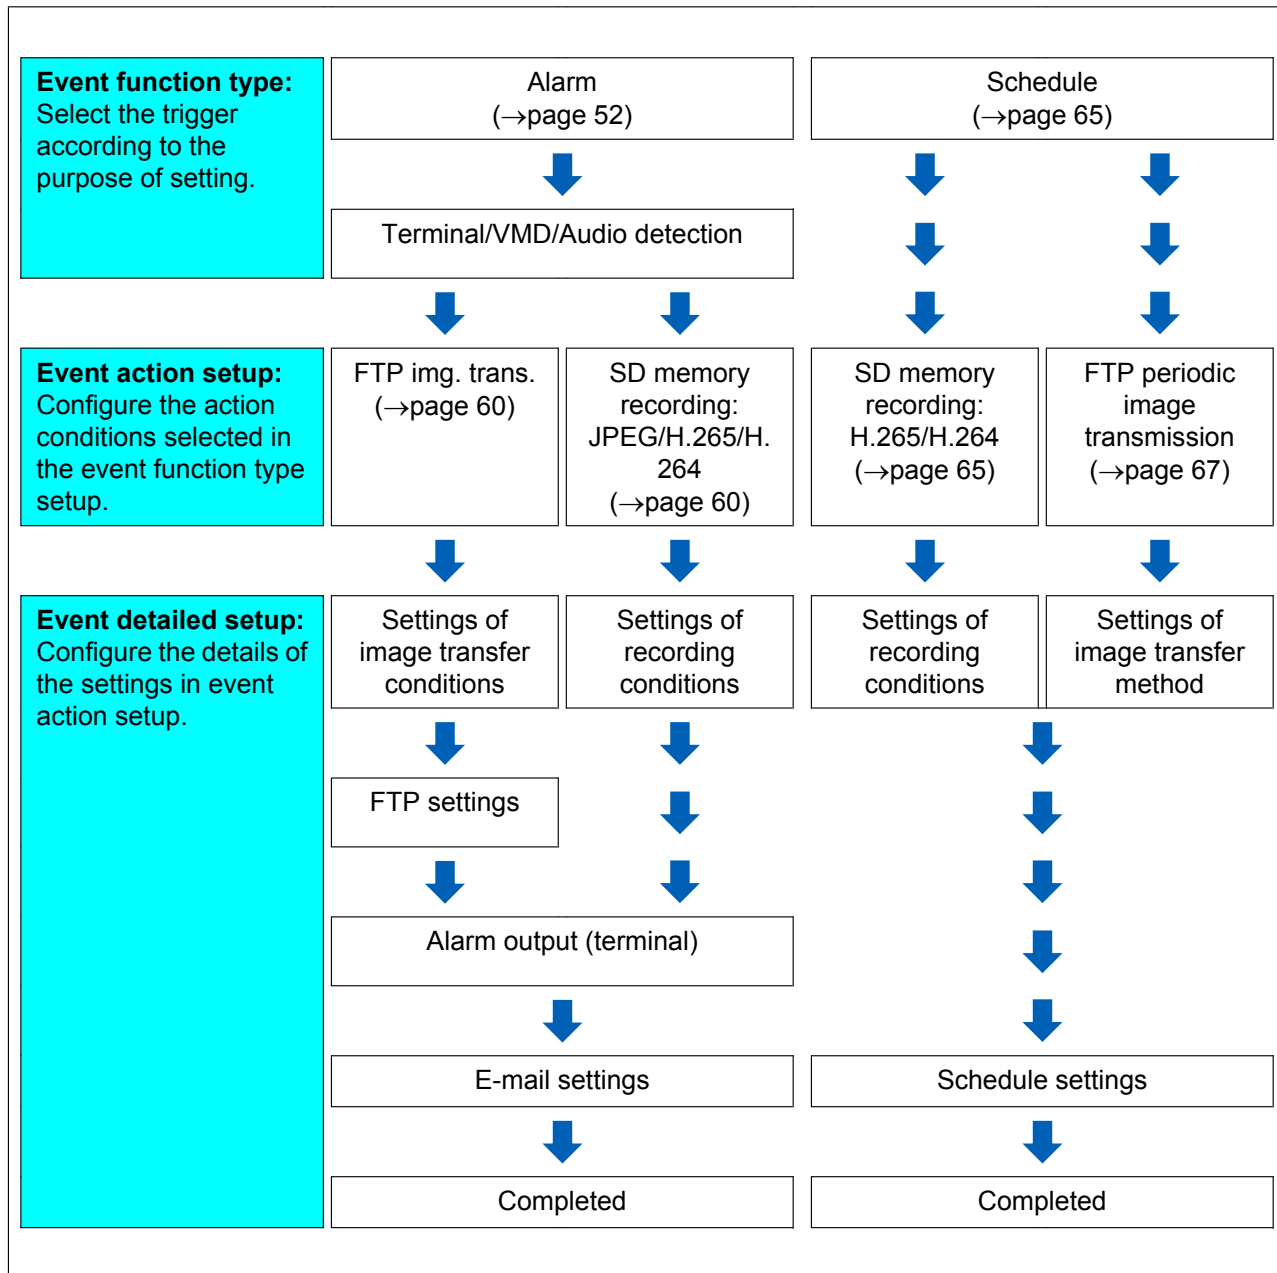 Event function type:
Select the trigger
according to the
purpose of setting.
Alarm
(→page 52)
Schedule
(→page 65)
Terminal/VMD/Audio detection
Event action setup:
Configure the action
conditions selected in
the event function type
setup.
FTP img. trans.
(→page 60)
SD memory
recording:
JPEG/H.265/H.
264
(→page 60)
SD memory
recording:
H.265/H.264
(→page 65)
FTP periodic
image
transmission
(→page 67)
Event detailed setup:
Configure the details of
the settings in event
action setup.
Settings of
image transfer
conditions
Settings of
recording
conditions
Settings of
recording
conditions
Settings of
image transfer
method
FTP settings
Alarm output (terminal)
E-mail settings
Schedule settings
Completed
Completed